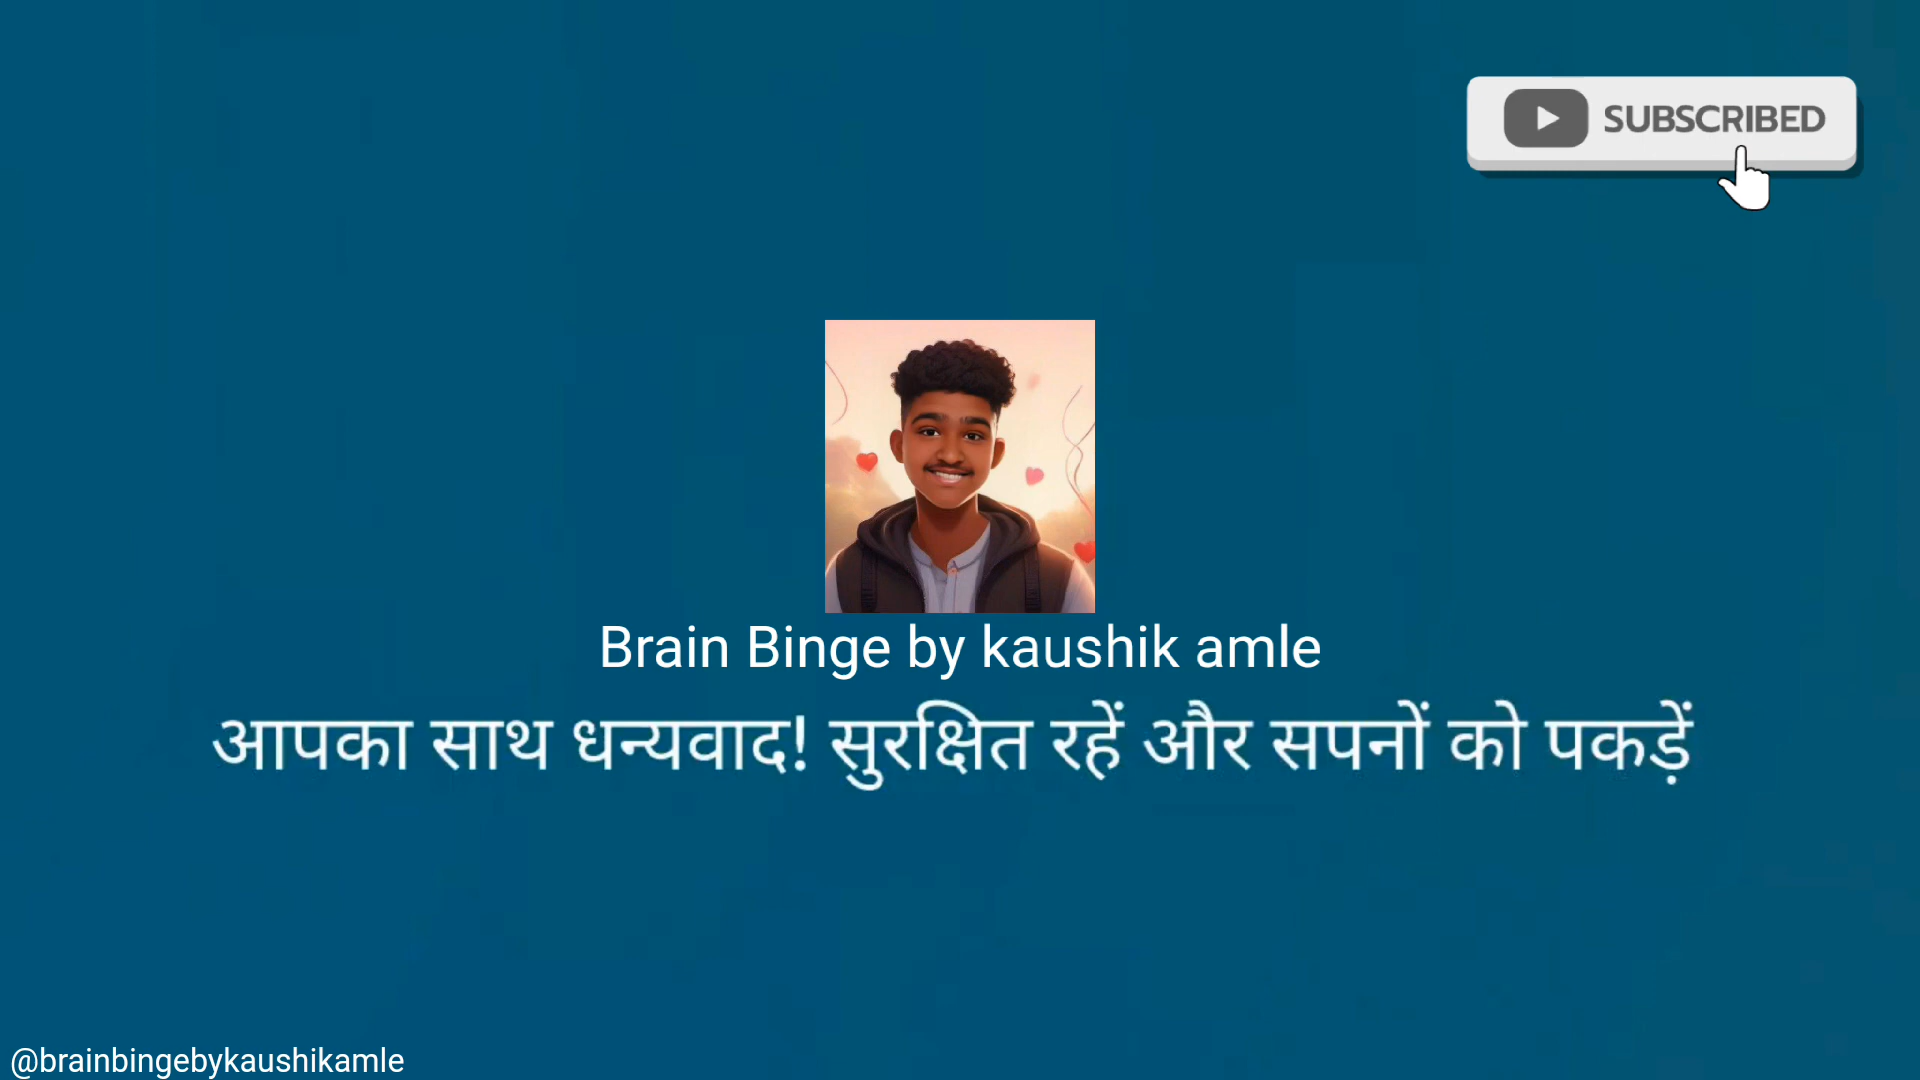 SUBSCRIBED
Brain Binge by kaushik amle
आपका साथ धन्यवाद! सुरक्षित रहें और सपनों को पकड़ें
@brainbingebykaushikamle